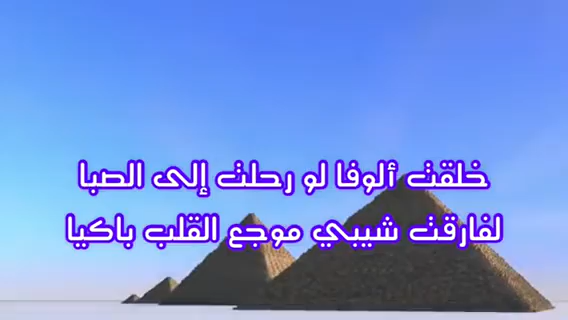 خلقت ألوفا لو رحلت إلى الصبا
لفارقت شيبي موجع القلب باكيا